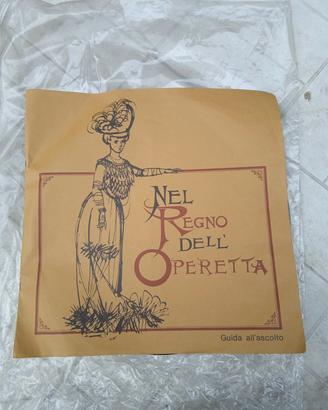 NEL
REGNO
DELL'
OPERETTA
Guida all'ascolto